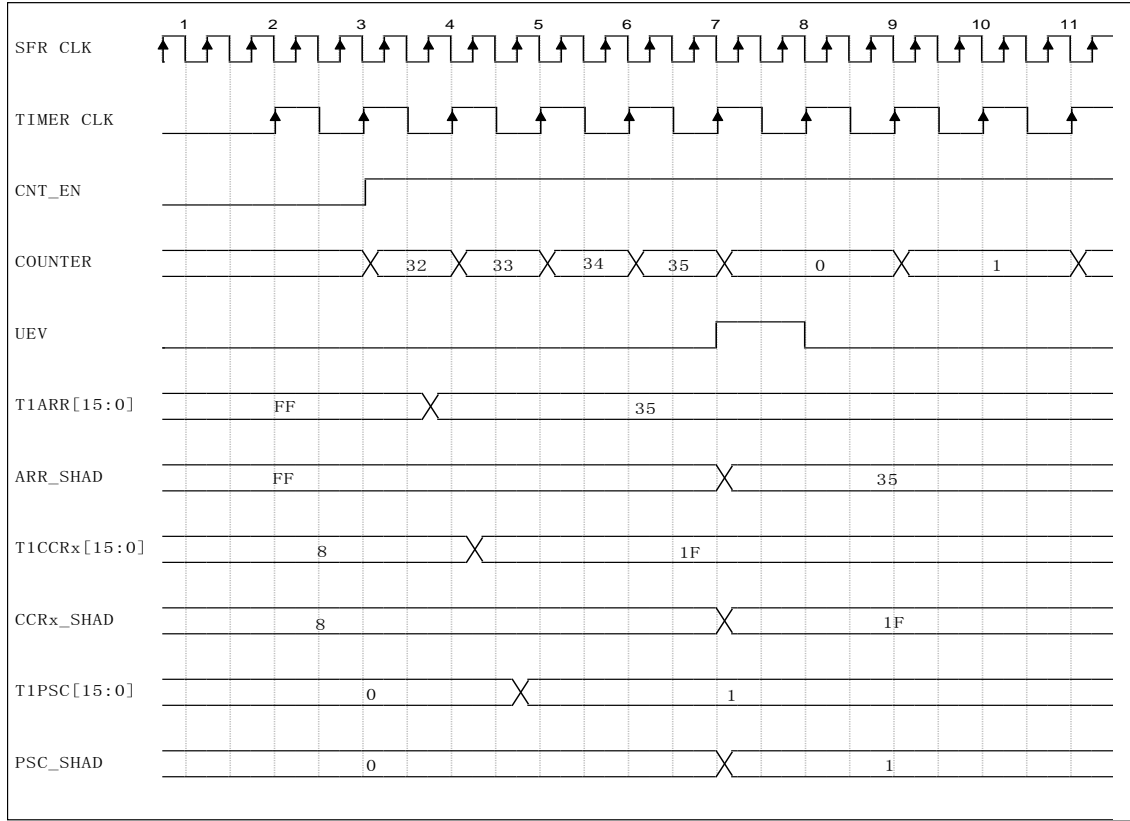 1 2 3 4 5 6 7 8 9 10 11
SFR CLK
TIMER CLK
CNT_EN
COUNTER 32 33 34 35 0 1
UEV
T1ARR[15:0] FF 35
ARR_SHAD FF 35
T1CCRx[15:0] 8 1F
CCRx_SHAD 8 1F
T1PSC[15:0] 0 1
PSC_SHAD 0 1